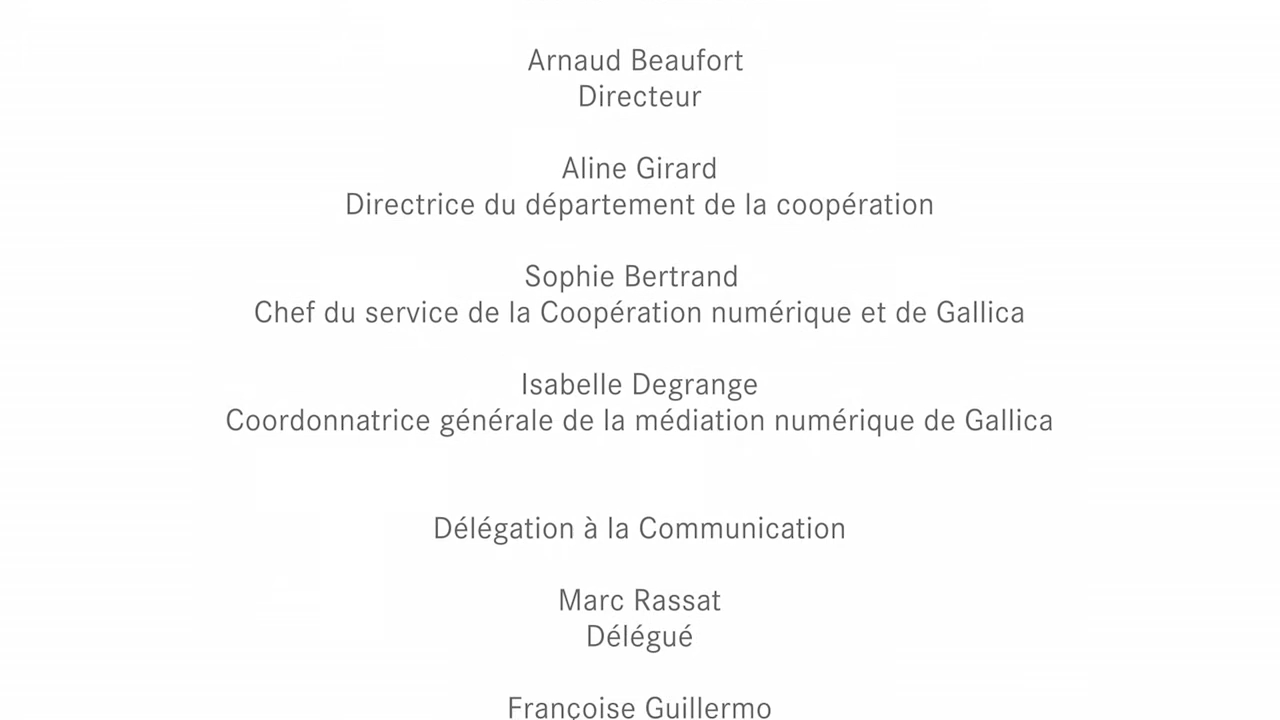 Arnaud Beaufort
Directeur
Aline Girard
Directrice du département de la coopération
Sophie Bertrand
Chef du service de la Coopération numérique et de Gallica
Isabelle Degrange
Coordonnatrice générale de la médiation numérique de Gallica
Délégation à la Communication
Marc Rassat
Délégué
Françoise Guillermo